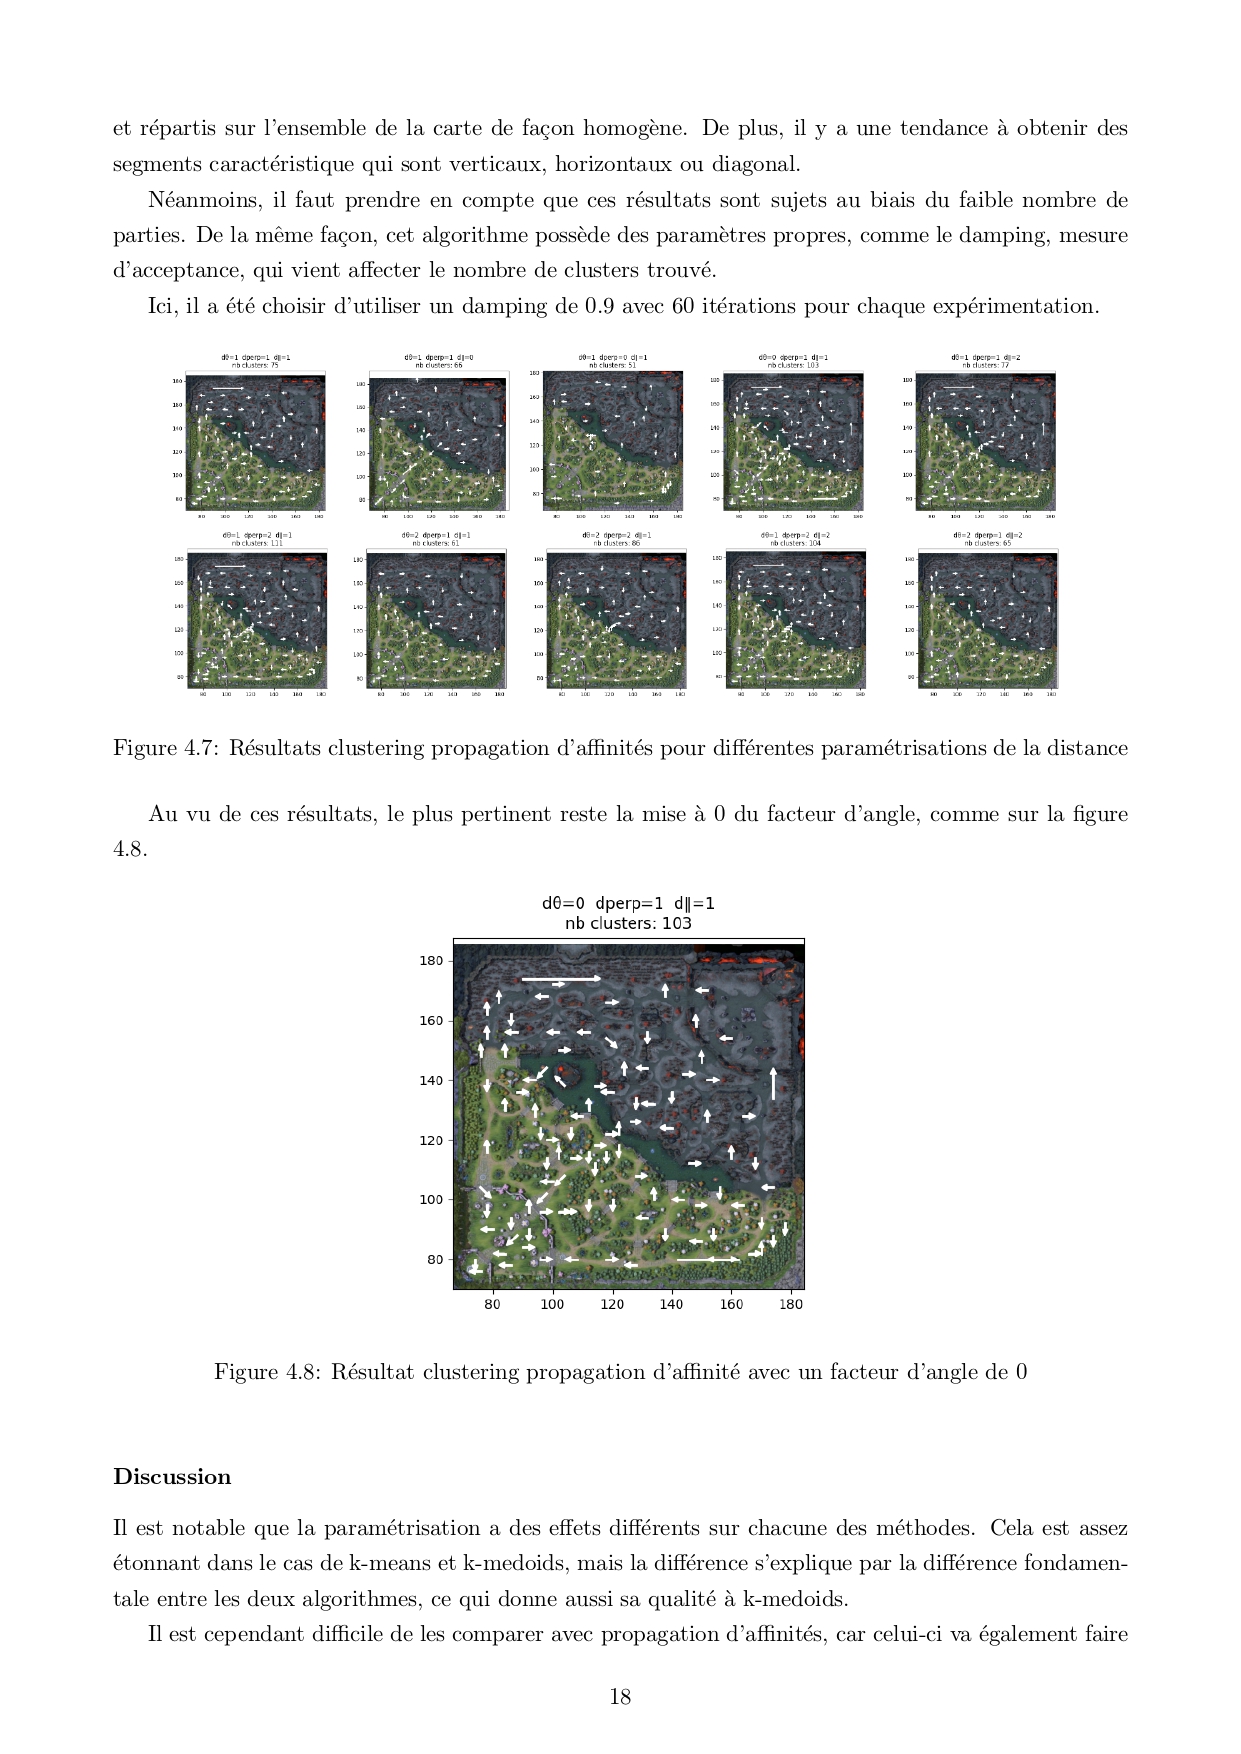 et répartis sur l'ensemble de la carte de façon homogène. De plus, il y a une tendance à obtenir des
segments caractéristique qui sont verticaux, horizontaux ou diagonal.
Néanmoins, il faut prendre en compte que ces résultats sont sujets au biais du faible nombre de
parties. De la même façon, cet algorithme possède des paramètres propres, comme le damping, mesure
d'acceptance, qui vient affecter le nombre de clusters trouvé.
Ici, il a été choisir d'utiliser un damping de 0.9 avec 60 itérations pour chaque expérimentation.
dθ=1 dperp=1 d∥=1
nb clusters: 75
dθ=1 dperp=1 d∥=0
nb clusters: 66
dθ=1 dperp=0 d∥=1
nb clusters: 51
dθ=0 dperp=1 d∥=1
nb clusters: 103
dθ=1 dperp=1 d∥=2
nb clusters: 77
dθ=1 dperp=2 d∥=1
nb clusters: 111
dθ=2 dperp=1 d∥=1
nb clusters: 61
dθ=2 dperp=2 d∥=1
nb clusters: 86
dθ=1 dperp=2 d∥=2
nb clusters: 104
dθ=2 dperp=1 d∥=2
nb clusters: 65
Figure 4.7: Résultats clustering propagation d'affinités pour différentes paramétrisations de la distance
Au vu de ces résultats, le plus pertinent reste la mise à 0 du facteur d'angle, comme sur la figure
4.8.
dθ=0 dperp=1 d∥=1
nb clusters: 103
180
160
140
120
100
80
80 100 120 140 160 180
Figure 4.8: Résultat clustering propagation d'affinité avec un facteur d'angle de 0
Discussion
Il est notable que la paramétrisation a des effets différents sur chacune des méthodes. Cela est assez
étonnant dans le cas de k-means et k-medoids, mais la différence s'explique par la différence fondamen-
tale entre les deux algorithmes, ce qui donne aussi sa qualité à k-medoids.
Il est cependant difficile de les comparer avec propagation d'affinités, car celui-ci va également faire
18